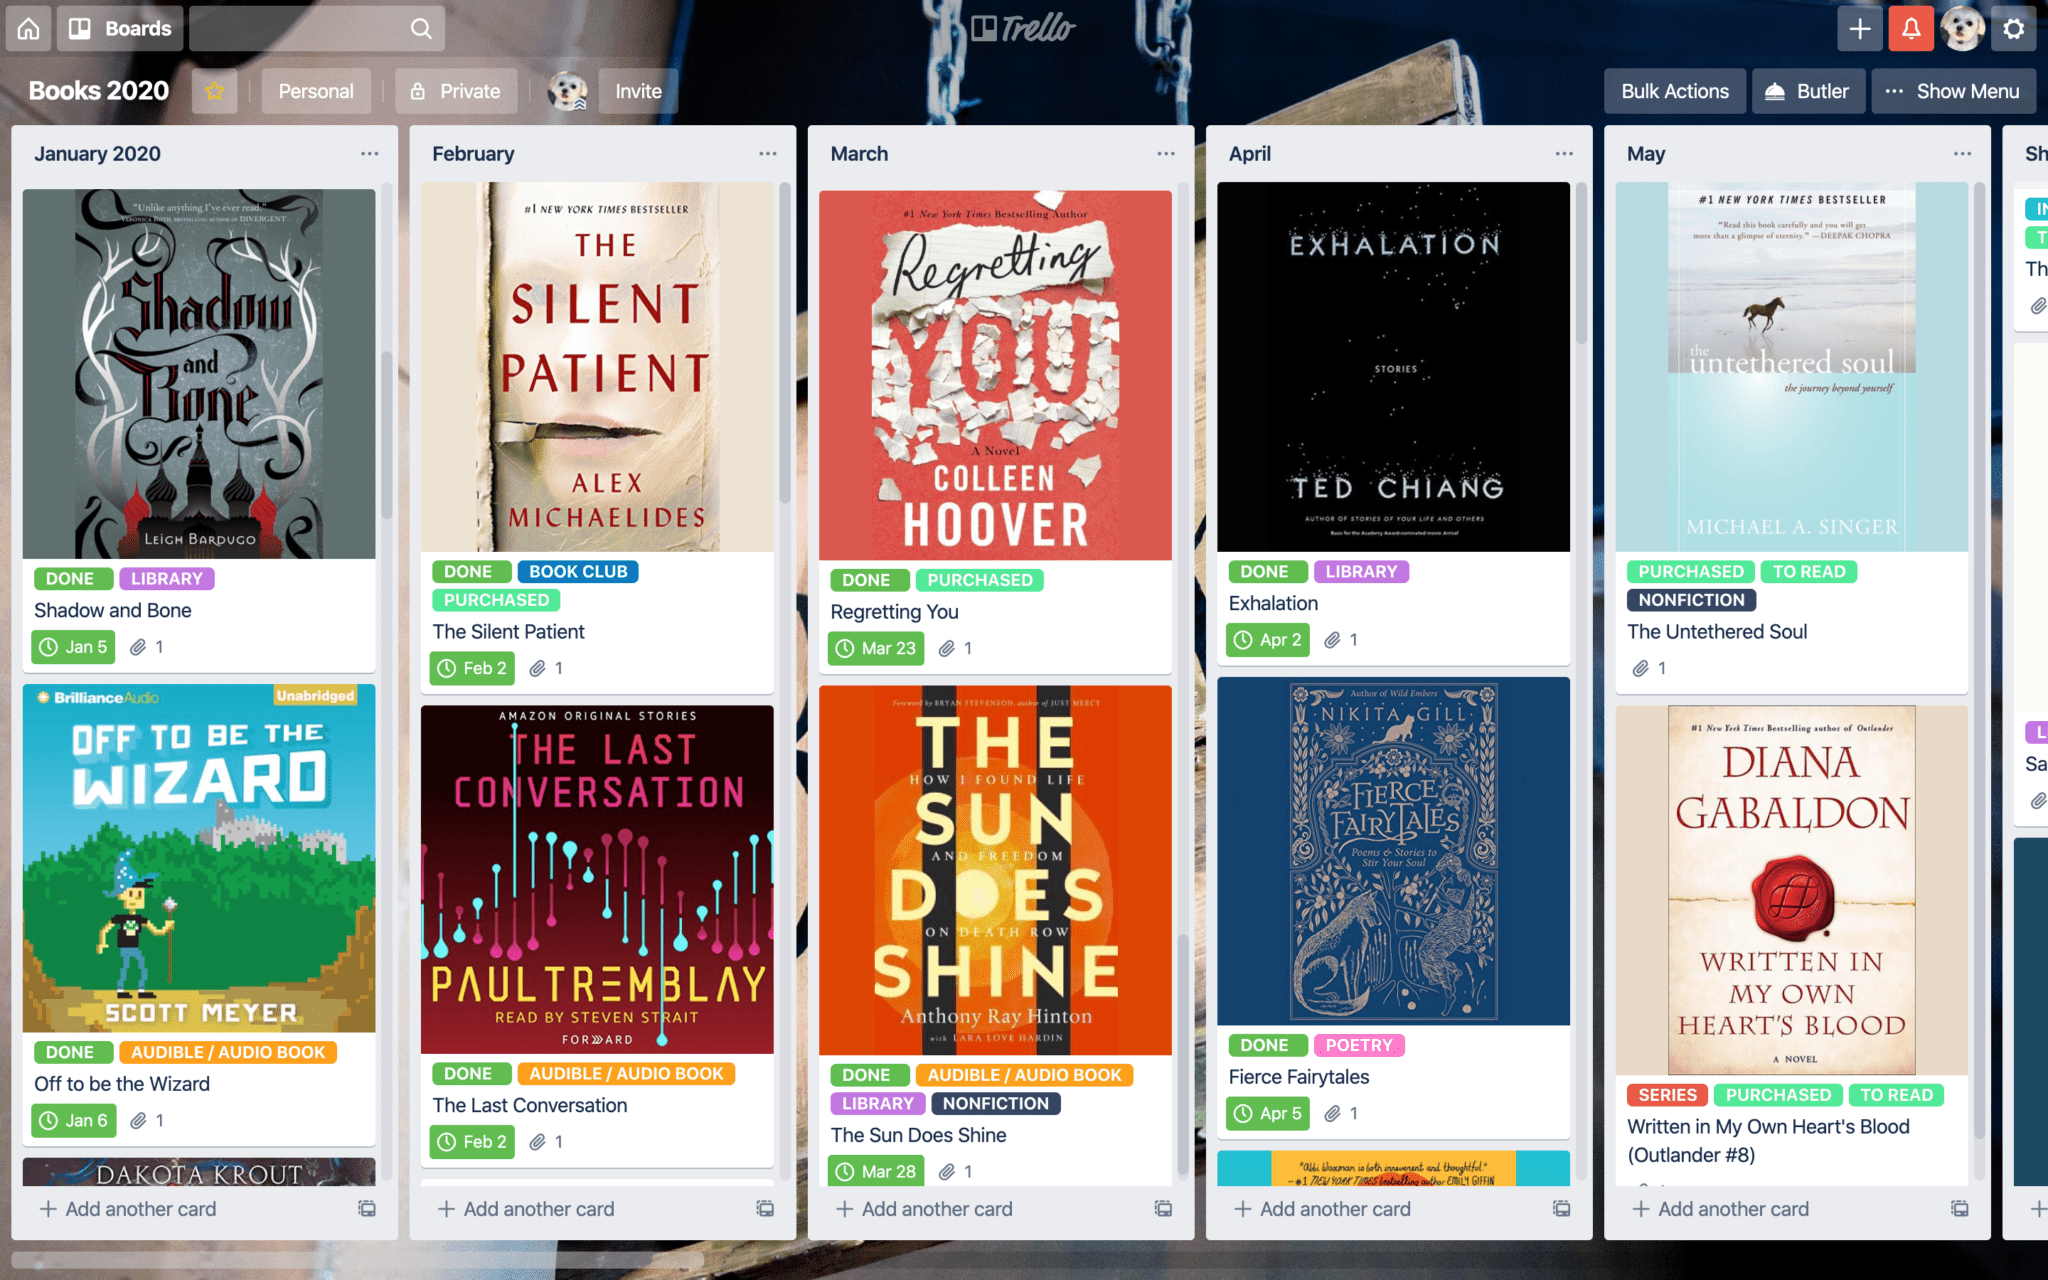 Boards
Trello
Books 2020
Personal
Private
Invite
Bulk Actions
Butler
Show Menu
January 2020
"Unlike anything I've ever read."
VERONICA ROTH, BESTSELLING AUTHOR OF DIVERGENT
Shadow
and
Bone
LEIGH BARDUGO
DONE
LIBRARY
Shadow and Bone
Jan 5
1
BrillianceAudio
Unabridged
OFF TO BE THE
WIZARD
SCOTT MEYER
DONE
AUDIBLE / AUDIO BOOK
Off to be the Wizard
Jan 6
1
DAKOTA KROUT
+ Add another card
February
#1 NEW YORK TIMES BESTSELLER
THE
SILENT
PATIENT
ALEX
MICHAELIDES
DONE
BOOK CLUB
PURCHASED
The Silent Patient
Feb 2
1
AMAZON ORIGINAL STORIES
THE LAST
CONVERSATION
PAUL TREMBLAY
READ BY STEVEN STRAIT
FORWARD
DONE
AUDIBLE / AUDIO BOOK
The Last Conversation
Feb 2
1
+ Add another card
March
#1 New York Times Bestselling Author
Regretting
YOU
A Novel
COLLEEN
HOOVER
DONE
PURCHASED
Regretting You
Mar 23
1
Foreword by BRYAN STEVENSON, author of JUST MERCY
THE
HOW I FOUND LIFE
SUN
AND FREEDOM
DOES
ON DEATH ROW
SHINE
Anthony Ray Hinton
with LARA LOVE HARDIN
DONE
AUDIBLE / AUDIO BOOK
LIBRARY
NONFICTION
The Sun Does Shine
Mar 28
1
+ Add another card
April
EXHALATION
STORIES
TED CHIANG
AUTHOR OF STORIES OF YOUR LIFE AND OTHERS
Basis for the Academy Award-nominated movie Arrival
DONE
LIBRARY
Exhalation
Apr 2
1
Author of Wild Embers
NIKITA GILL
FIERCE
FAIRYTALES
Poems & Stories to
Stir Your Soul
DONE
POETRY
Fierce Fairytales
Apr 5
1
"Abbi Waxman is both irreverent and thoughtful."
—#1 NEW YORK TIMES bestselling author EMILY GIFFIN
+ Add another card
May
#1 NEW YORK TIMES BESTSELLER
"Read this book carefully and you will get
more than a glimpse of eternity." —DEEPAK CHOPRA
the
untethered soul
the journey beyond yourself
MICHAEL A. SINGER
PURCHASED
TO READ
NONFICTION
The Untethered Soul
1
#1 New York Times Bestselling author of Outlander
DIANA
GABALDON
WRITTEN IN
MY OWN
HEART'S BLOOD
A NOVEL
SERIES
PURCHASED
TO READ
Written in My Own Heart's Blood
(Outlander #8)
+ Add another card
Sh
IN
T
Th
L
Sa
+